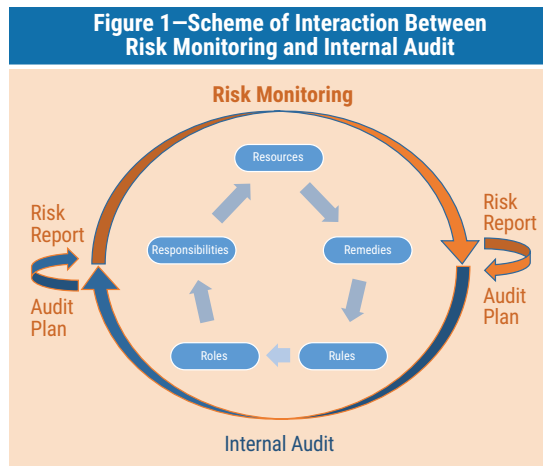 Figure 1—Scheme of Interaction Between
Risk Monitoring and Internal Audit
Risk Monitoring
Resources
Risk
Report
Risk
Report
Responsibilities
Remedies
Audit
Plan
Audit
Plan
Roles
Rules
Internal Audit